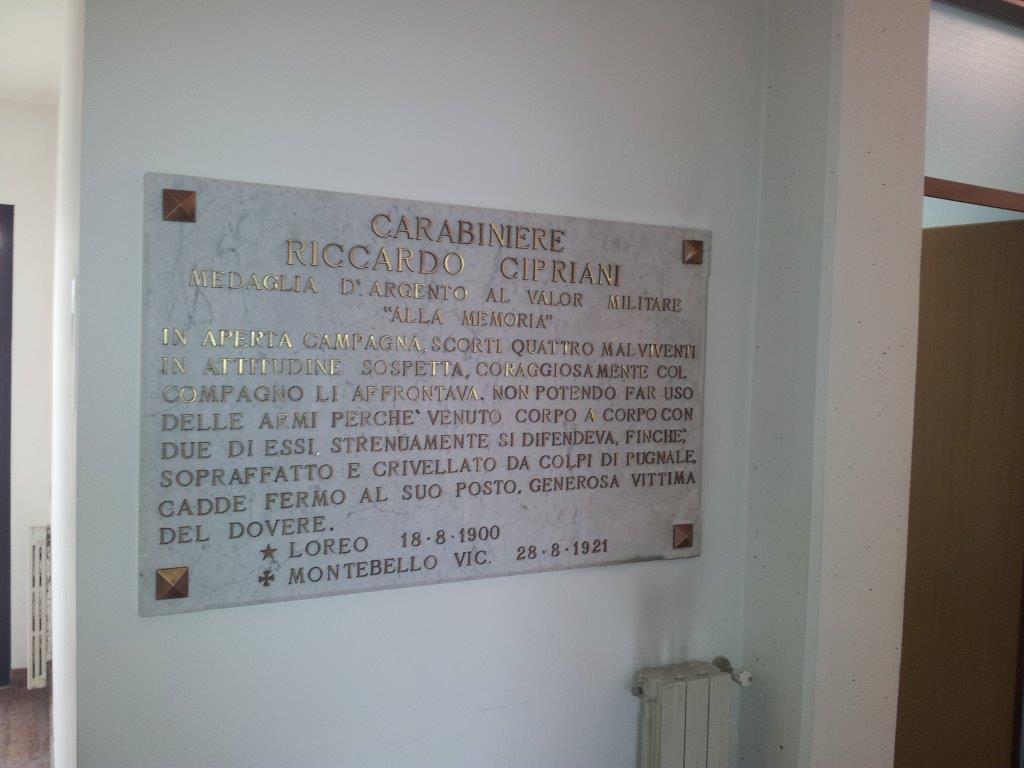 CARABINIERE
RICCARDO CIPRIANI
MEDAGLIA D'ARGENTO AL VALOR MILITARE
"ALLA MEMORIA"
IN APERTA CAMPAGNA, SCORTI QUATTRO MALVIVENTI
IN ATTITUDINE SOSPETTA, CORAGGIOSAMENTE COL
COMPAGNO LI AFFRONTAVA. NON POTENDO FAR USO
DELLE ARMI PERCHE' VENUTO CORPO A CORPO CON
DUE DI ESSI, STRENUAMENTE SI DIFENDEVA, FINCHE',
SOPRAFFATTO E CRIVELLATO DA COLPI DI PUGNALE,
CADDE FERMO AL SUO POSTO, GENEROSA VITTIMA
DEL DOVERE.
★ LOREO 18·8·1900
✠ MONTEBELLO VIC. 28·8·1921